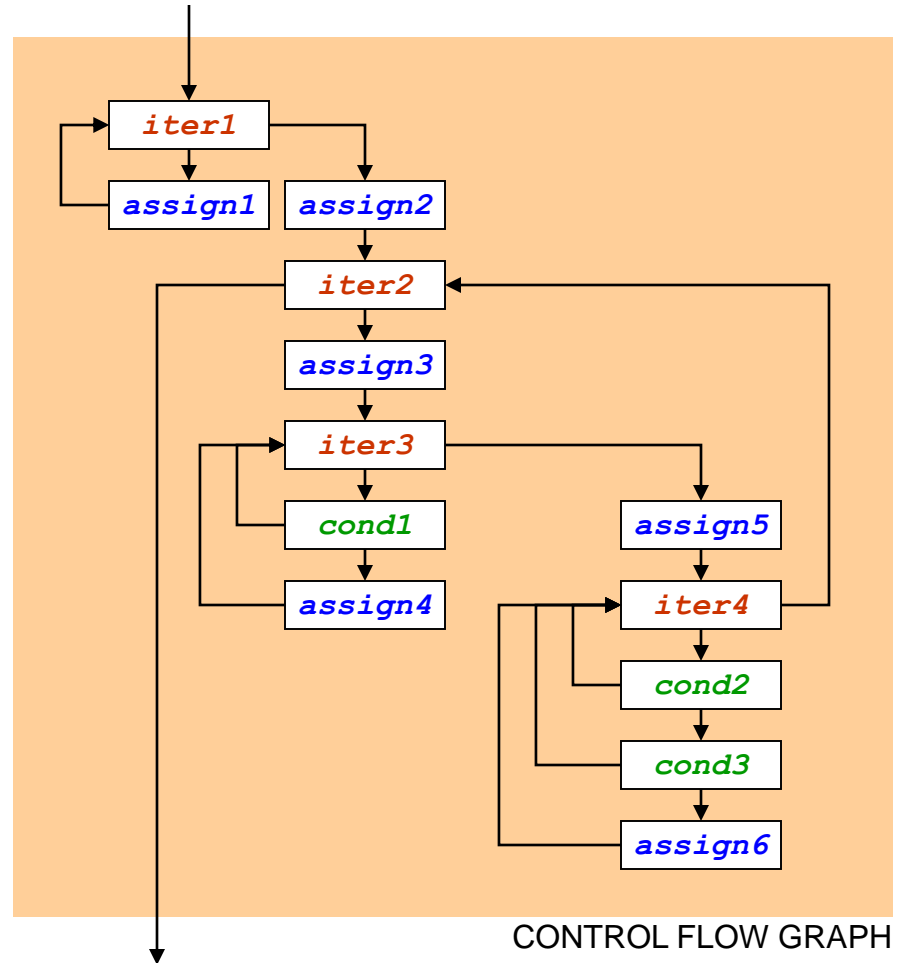 iter1
assign1 assign2
iter2
assign3
iter3
cond1 assign5
assign4 iter4
cond2
cond3
assign6
CONTROL FLOW GRAPH